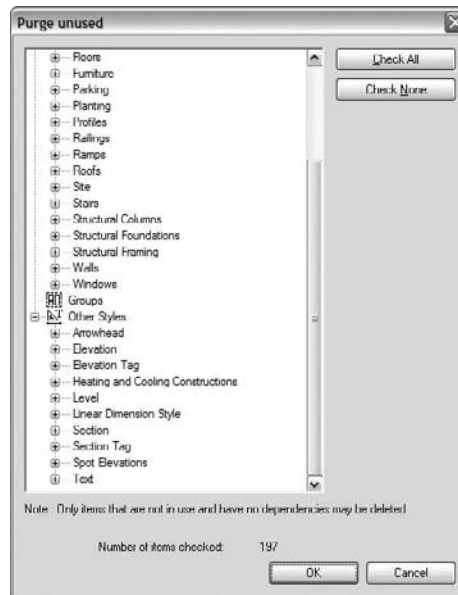 Purge unused
Floors
Furniture
Parking
Planting
Profiles
Railings
Ramps
Roofs
Site
Stairs
Structural Columns
Structural Foundations
Structural Framing
Walls
Windows
Groups
Other Styles
Arrowhead
Elevation
Elevation Tag
Heating and Cooling Constructions
Level
Linear Dimension Style
Section
Section Tag
Spot Elevations
Text
Check All
Check None
Note: Only items that are not in use and have no dependencies may be deleted
Number of items checked: 197
OK Cancel